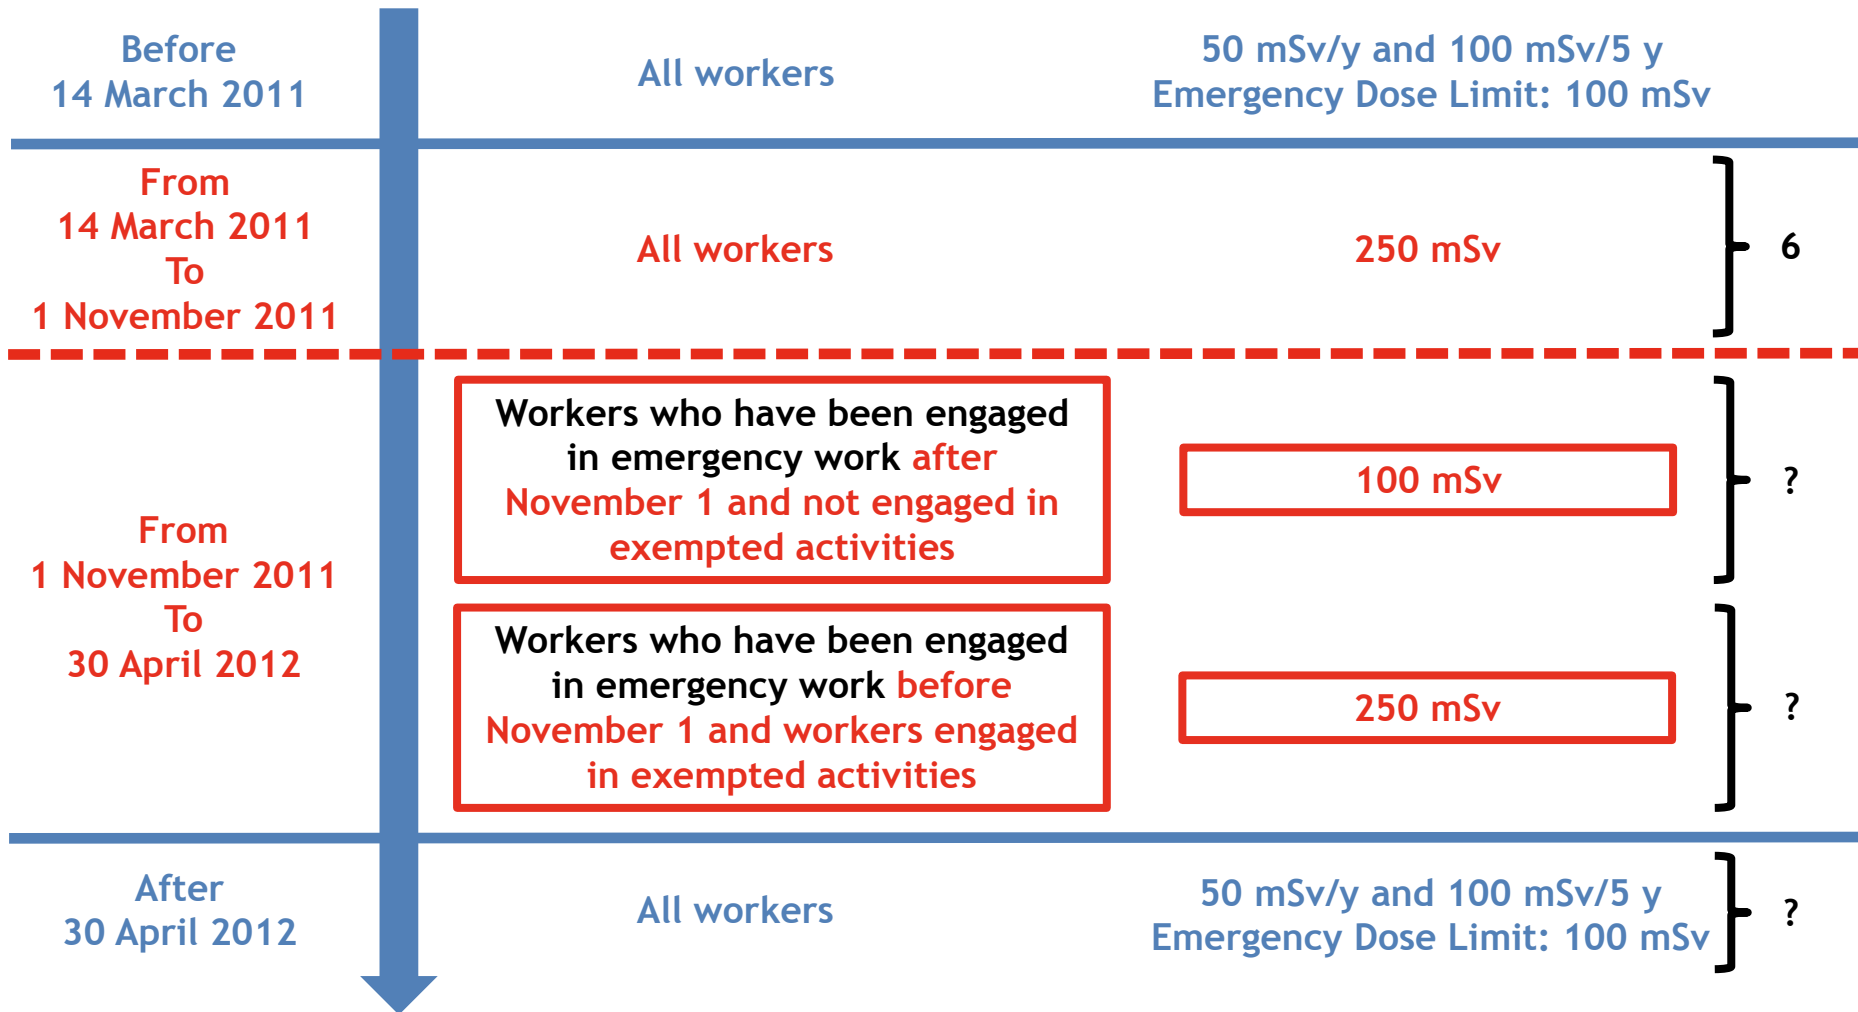 Before
14 March 2011
All workers
50 mSv/y and 100 mSv/5 y
Emergency Dose Limit: 100 mSv
From
14 March 2011
To
1 November 2011
All workers
250 mSv
6
From
1 November 2011
To
30 April 2012
Workers who have been engaged
in emergency work after
November 1 and not engaged in
exempted activities
100 mSv
?
Workers who have been engaged
in emergency work before
November 1 and workers engaged
in exempted activities
250 mSv
?
After
30 April 2012
All workers
50 mSv/y and 100 mSv/5 y
Emergency Dose Limit: 100 mSv
?